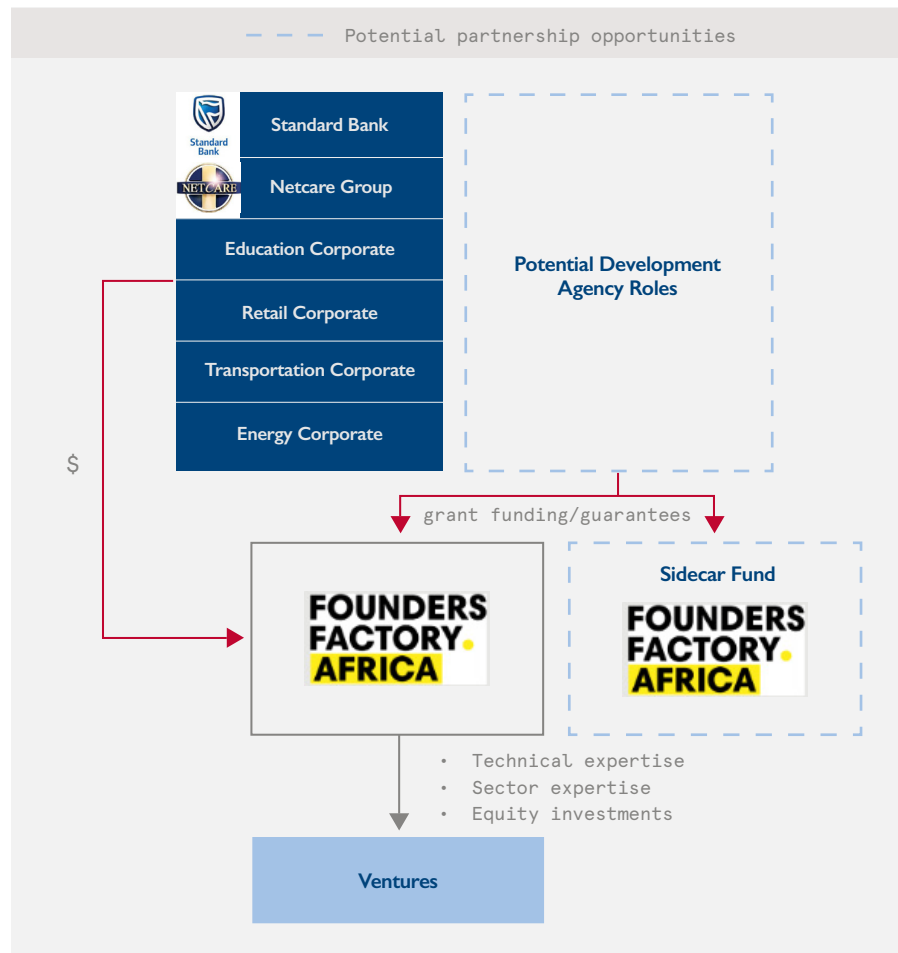 Potential partnership opportunities
Standard
Bank
Standard Bank
NETCARE
Netcare Group
Education Corporate
Retail Corporate
Transportation Corporate
Energy Corporate
Potential Development
Agency Roles
$
grant funding/guarantees
FOUNDERS
FACTORY.
AFRICA
Sidecar Fund
FOUNDERS
FACTORY.
AFRICA
• Technical expertise
• Sector expertise
• Equity investments
Ventures